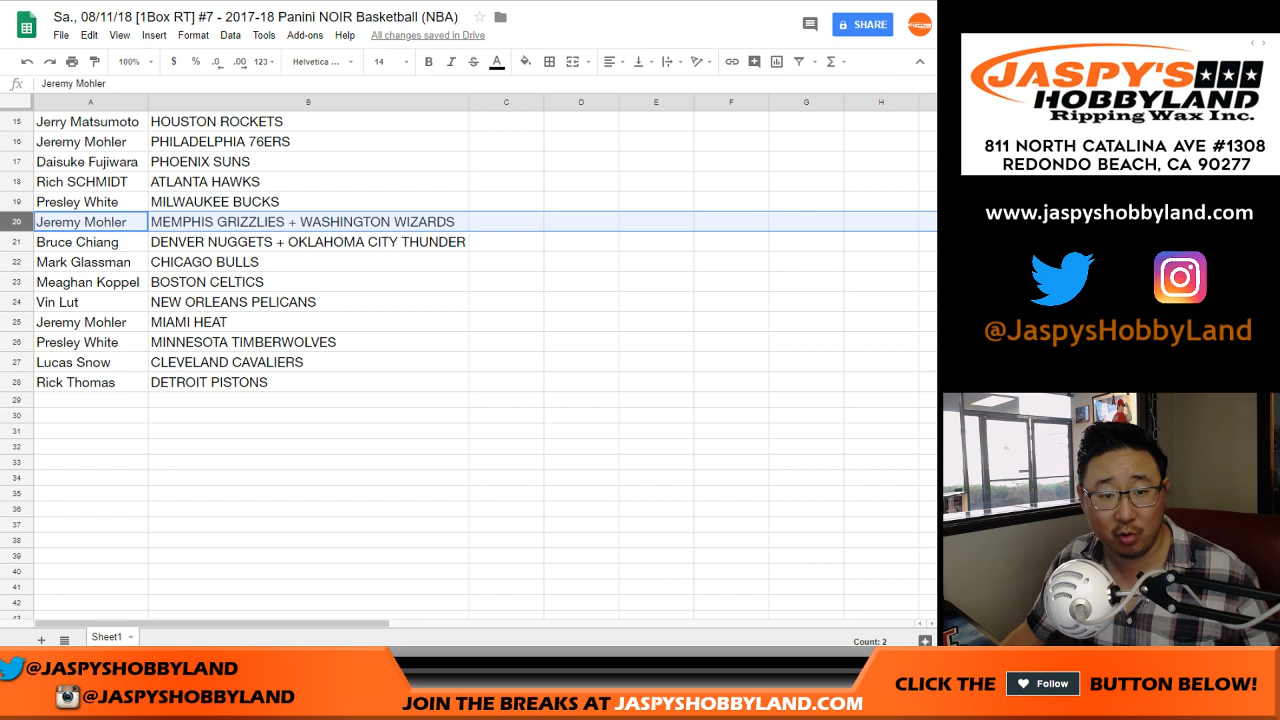 Sa., 08/11/18 [1Box RT] #7 - 2017-18 Panini NOIR Basketball (NBA)
File Edit View Insert Format Data Tools Add-ons Help All changes saved in Drive
SHARE
100% $ % .0 .00 123 Helvetica ... 14 B I S A
fx Jeremy Mohler
A B C D E F G H
15 Jerry Matsumoto HOUSTON ROCKETS
16 Jeremy Mohler PHILADELPHIA 76ERS
17 Daisuke Fujiwara PHOENIX SUNS
18 Rich SCHMIDT ATLANTA HAWKS
19 Presley White MILWAUKEE BUCKS
20 Jeremy Mohler MEMPHIS GRIZZLIES + WASHINGTON WIZARDS
21 Bruce Chiang DENVER NUGGETS + OKLAHOMA CITY THUNDER
22 Mark Glassman CHICAGO BULLS
23 Meaghan Koppel BOSTON CELTICS
24 Vin Lut NEW ORLEANS PELICANS
25 Jeremy Mohler MIAMI HEAT
26 Presley White MINNESOTA TIMBERWOLVES
27 Lucas Snow CLEVELAND CAVALIERS
28 Rick Thomas DETROIT PISTONS
29
30
31
32
33
34
35
36
37
38
39
40
41
42
Sheet1
Count: 2
JASPY'S
HOBBYLAND
Ripping Wax Inc.
811 NORTH CATALINA AVE #1308
REDONDO BEACH, CA 90277
www.jaspyshobbyland.com
@JaspysHobbyLand
@JASPYSHOBBYLAND
@JASPYSHOBBYLAND
JOIN THE BREAKS AT JASPYSHOBBYLAND.COM
CLICK THE Follow BUTTON BELOW!